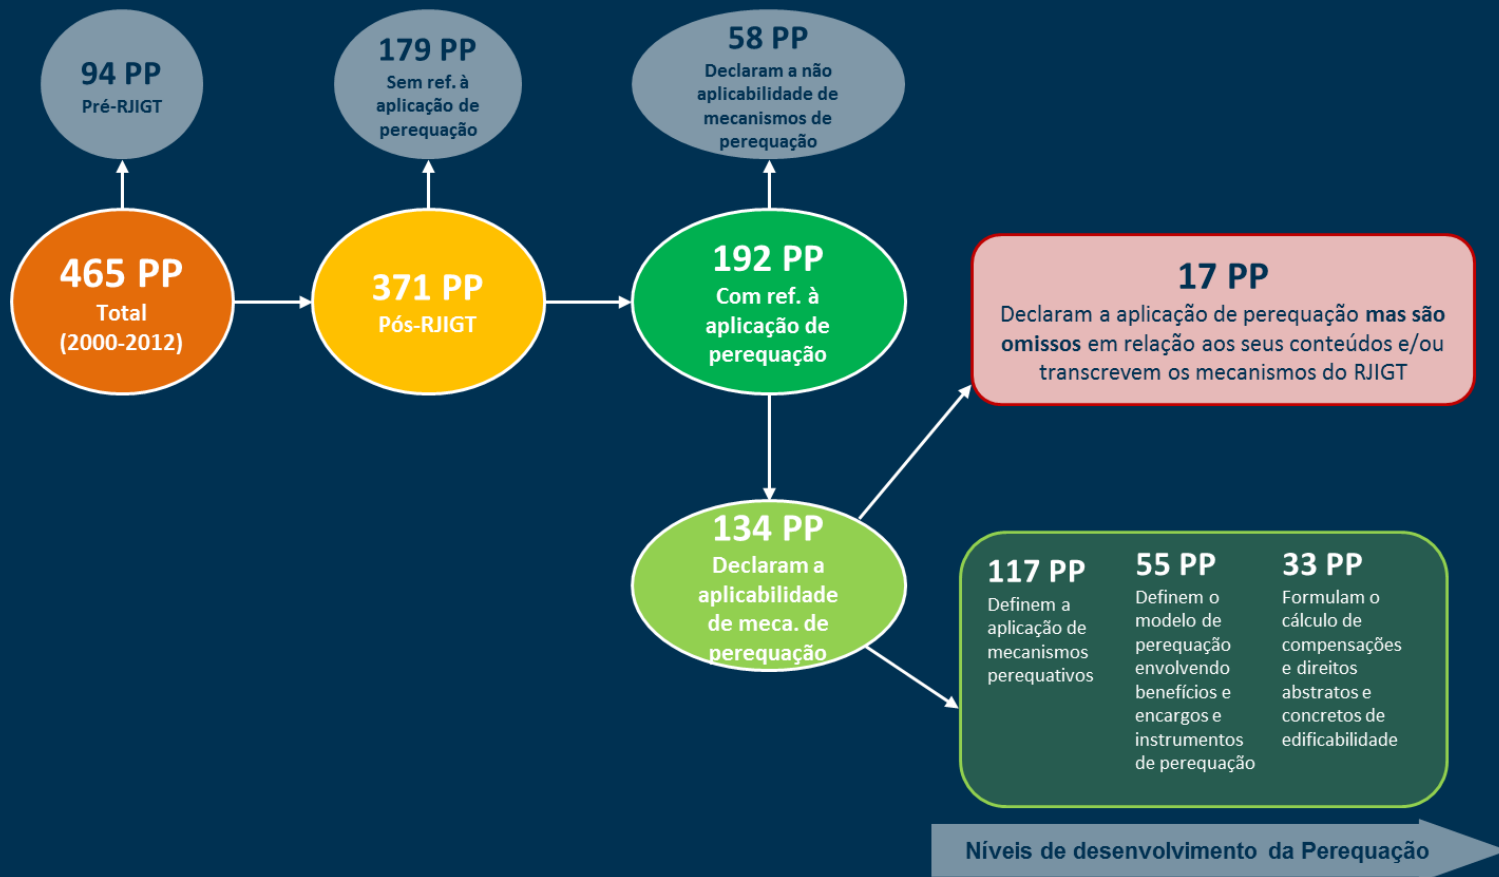 94 PP
Pré-RJIGT
179 PP
Sem ref. à
aplicação de
perequação
58 PP
Declaram a não
aplicabilidade de
mecanismos de
perequação
465 PP
Total
(2000-2012)
371 PP
Pós-RJIGT
192 PP
Com ref. à
aplicação de
perequação
17 PP
Declaram a aplicação de perequação mas são
omissos em relação aos seus conteúdos e/ou
transcrevem os mecanismos do RJIGT
134 PP
Declaram a
aplicabilidade
de meca. de
perequação
117 PP
Definem a
aplicação de
mecanismos
perequativos
55 PP
Definem o
modelo de
perequação
envolvendo
benefícios e
encargos e
instrumentos
de perequação
33 PP
Formulam o
cálculo de
compensações
e direitos
abstratos e
concretos de
edificabilidade
Níveis de desenvolvimento da Perequação